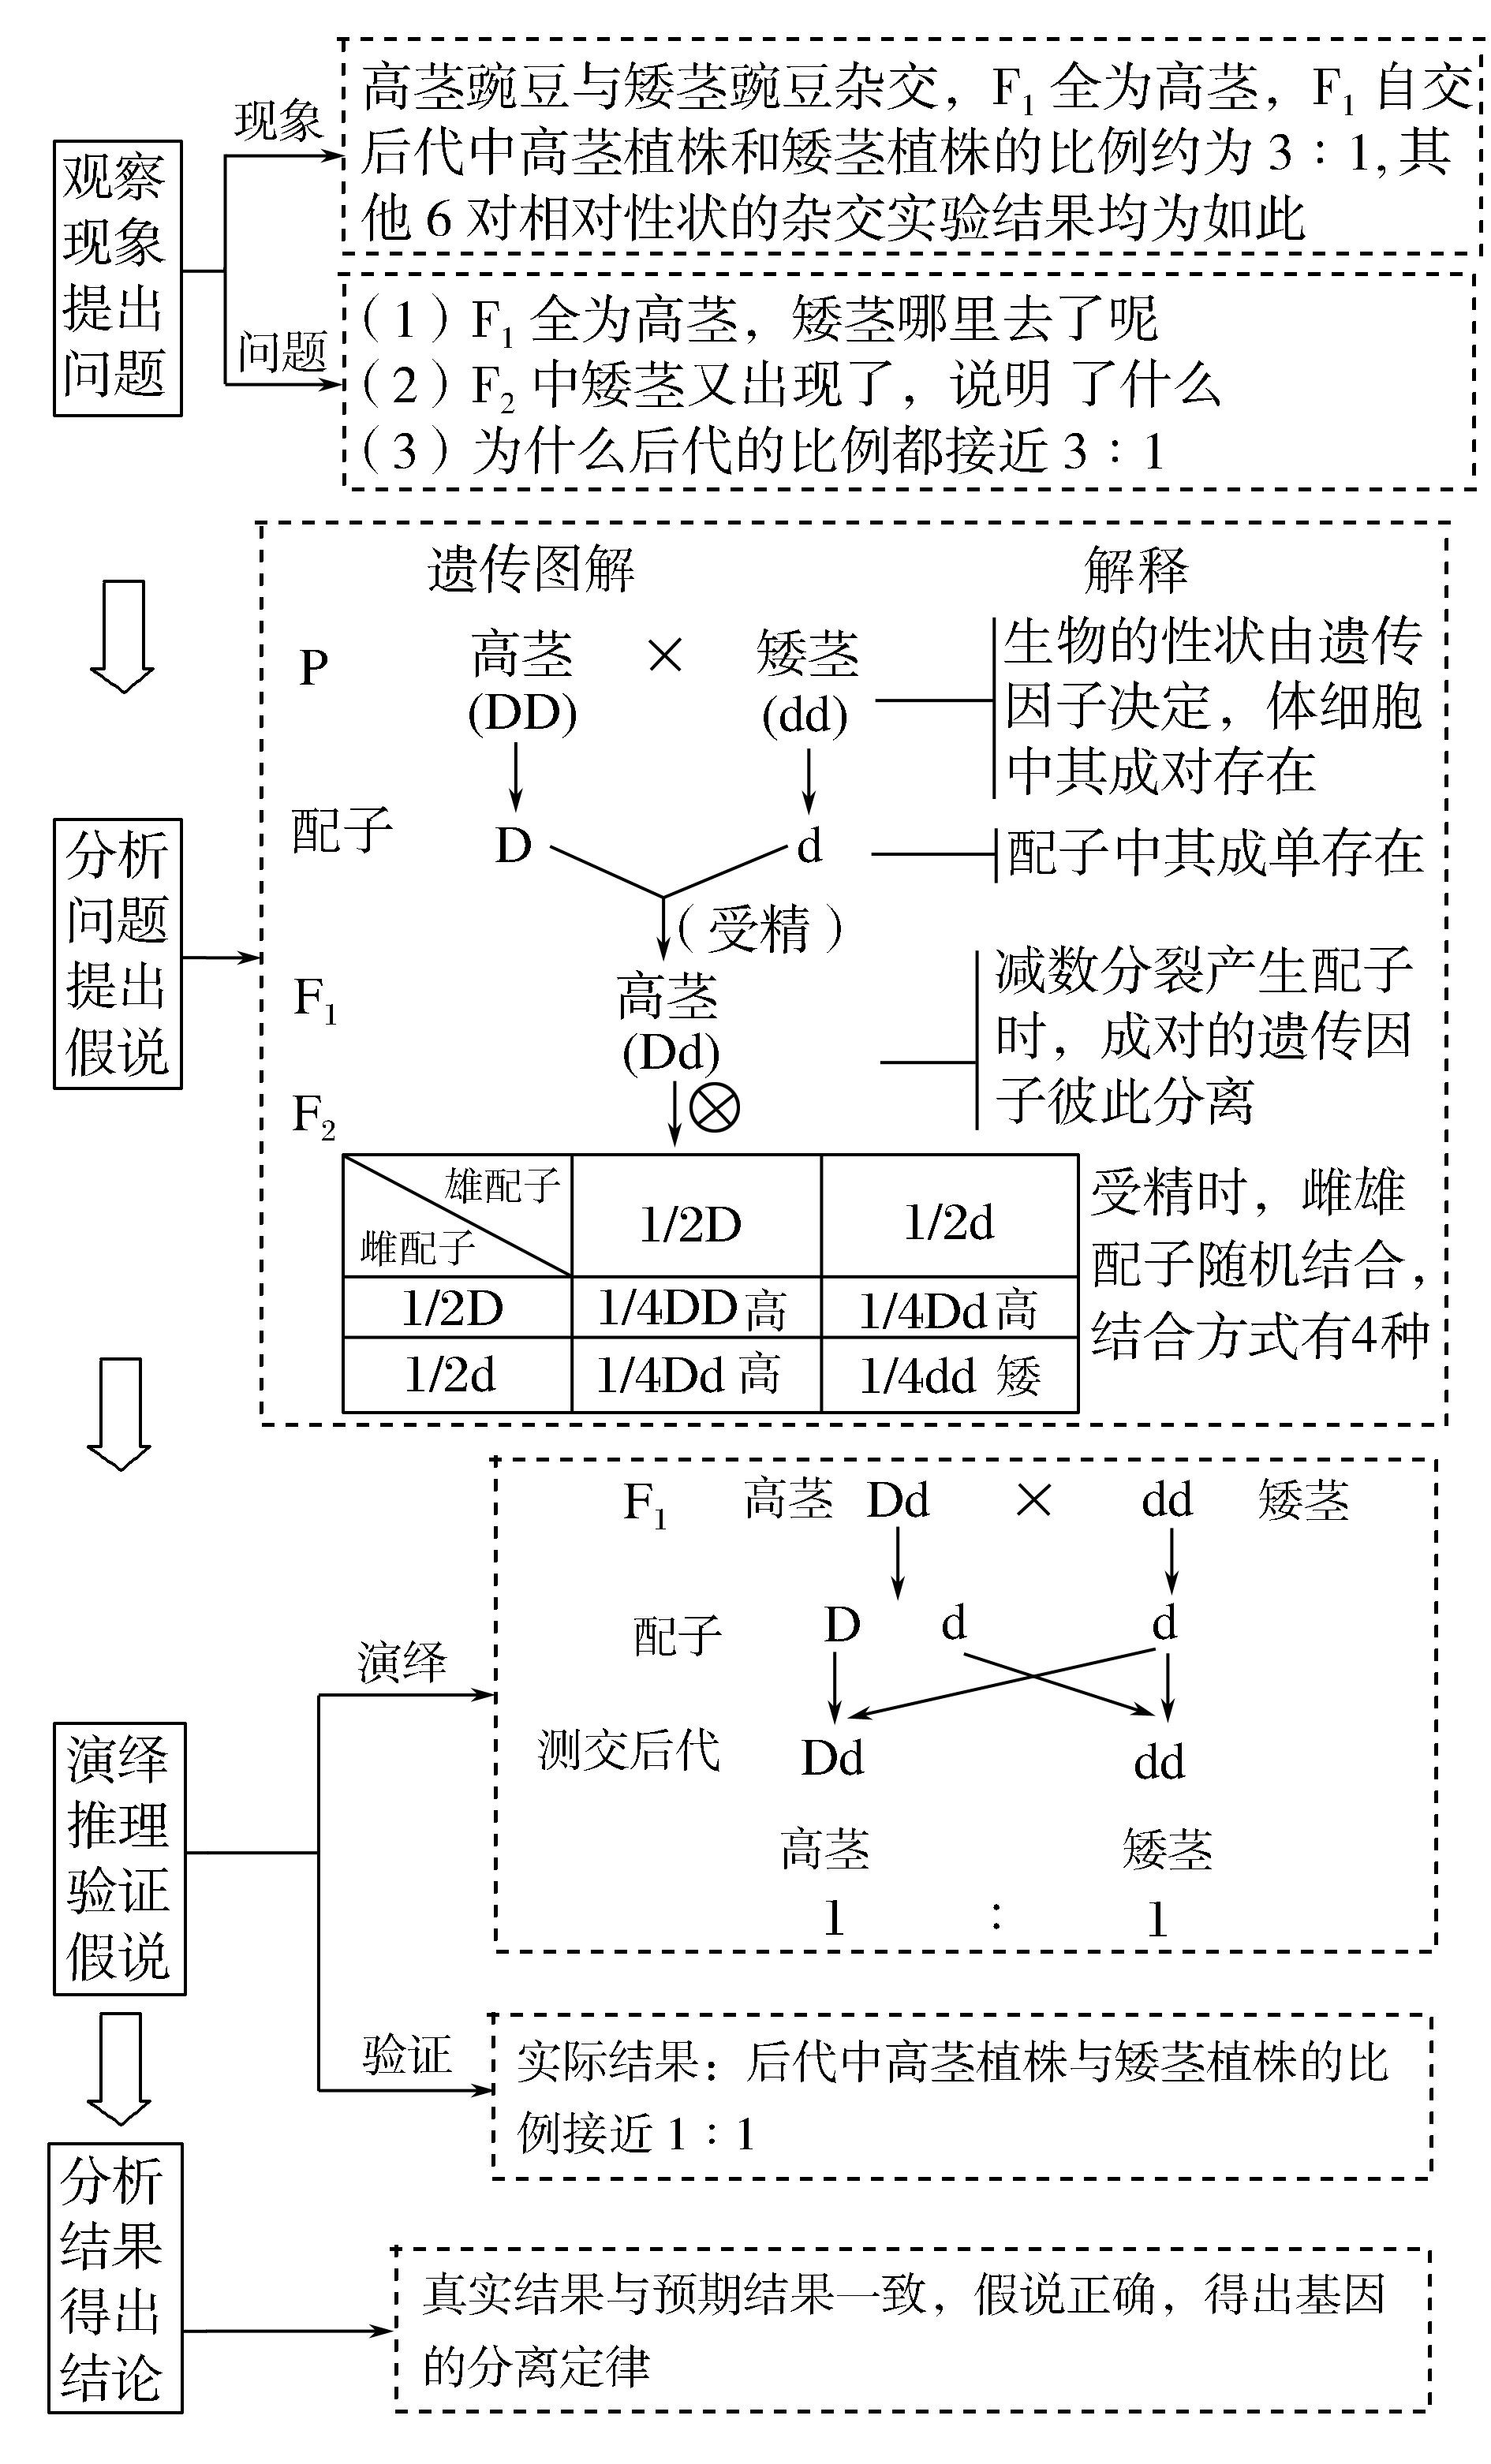 观察
现象
提出
问题
现象
高茎豌豆与矮茎豌豆杂交，F₁全为高茎，F₁自交
后代中高茎植株和矮茎植株的比例约为3∶1,其
他6对相对性状的杂交实验结果均为如此
问题
（1）F₁全为高茎，矮茎哪里去了呢
（2）F₂中矮茎又出现了，说明 了什么
（3）为什么后代的比例都接近3∶1
分析
问题
提出
假说
遗传图解 解释
P 高茎 × 矮茎
(DD) (dd)
生物的性状由遗传
因子决定，体细胞
中其成对存在
配子 D d
配子中其成单存在
（受精）
F₁ 高茎
(Dd)
减数分裂产生配子
时，成对的遗传因
子彼此分离
F₂
雄配子 1/2D 1/2d
雌配子
1/2D 1/4DD高 1/4Dd高
1/2d 1/4Dd高 1/4dd 矮
受精时，雌雄
配子随机结合，
结合方式有4种
演绎
推理
验证
假说
演绎
F₁ 高茎 Dd × dd 矮茎
配子 D d d
测交后代 Dd dd
高茎 矮茎
1 ∶ 1
验证
实际结果：后代中高茎植株与矮茎植株的比
例接近1∶1
分析
结果
得出
结论
真实结果与预期结果一致，假说正确，得出基因
的分离定律